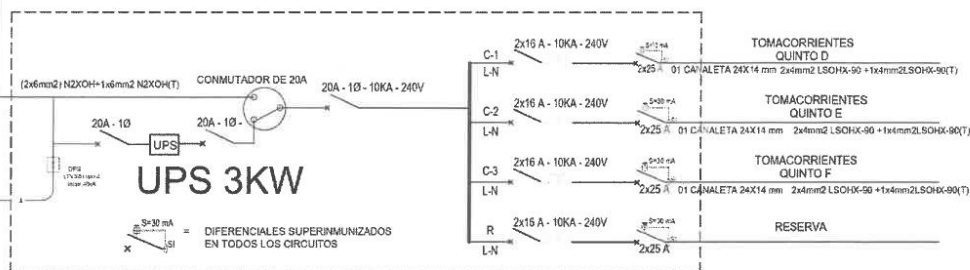 (2x6mm2) N2XOH+1x6mm2 N2XOH(T)
CONMUTADOR DE 20A
20A - 1Ø - 10KA - 240V
20A - 1Ø
20A - 1Ø -
UPS
UPS 3KW
S=30 mA
SI
= DIFERENCIALES SUPERINMUNIZADOS
EN TODOS LOS CIRCUITOS
C-1
L-N
2x16 A - 10KA - 240V
2x25 A
TOMACORRIENTES
QUINTO D
01 CANALETA 24X14 mm 2x4mm2 LSOHX-90 +1x4mm2LSOHX-90(T)
C-2
L-N
2x16 A - 10KA - 240V
S=30 mA
2x25 A
TOMACORRIENTES
QUINTO E
01 CANALETA 24X14 mm 2x4mm2 LSOHX-90 +1x4mm2LSOHX-90(T)
C-3
L-N
2x16 A - 10KA - 240V
S=30 mA
2x25 A
TOMACORRIENTES
QUINTO F
01 CANALETA 24X14 mm 2x4mm2 LSOHX-90 +1x4mm2LSOHX-90(T)
R
L-N
2x16 A - 10KA - 240V
S=30 mA
2x25 A
RESERVA